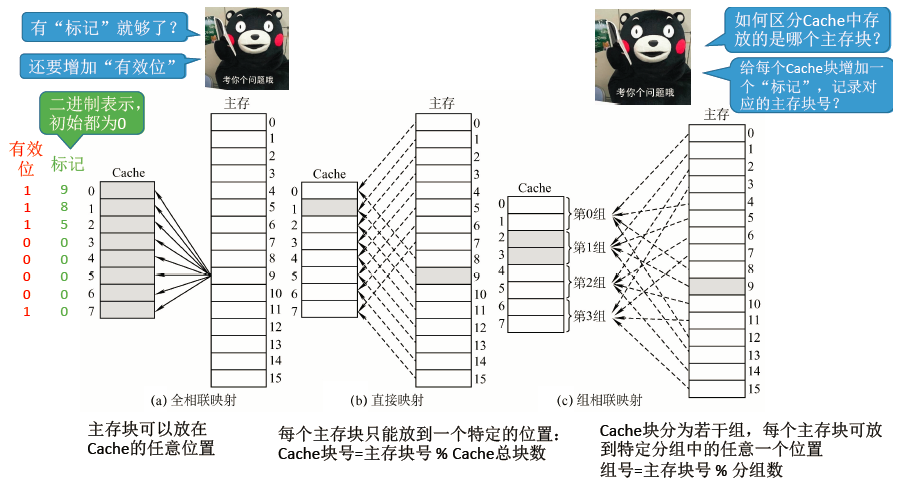 有“标记”就够了？
还要增加“有效位”
考你个问题哦
如何区分Cache中存
放的是哪个主存块？
给每个Cache块增加一
个“标记”，记录对
应的主存块号？
考你个问题哦
二进制表示，
初始都为0
有效
位
标记
1 9
1 8
1 5
0 0
0 0
0 0
0 0
1 0
Cache
0
1
2
3
4
5
6
7
主存
0
1
2
3
4
5
6
7
8
9
10
11
12
13
14
15
(a) 全相联映射
主存块可以放在
Cache的任意位置
Cache
0
1
2
3
4
5
6
7
主存
0
1
2
3
4
5
6
7
8
9
10
11
12
13
14
15
(b) 直接映射
每个主存块只能放到一个特定的位置：
Cache块号=主存块号 % Cache总块数
Cache
0
1
2
3
4
5
6
7
第0组
第1组
第2组
第3组
主存
0
1
2
3
4
5
6
7
8
9
10
11
12
13
14
15
(c) 组相联映射
Cache块分为若干组，每个主存块可放
到特定分组中的任意一个位置
组号=主存块号 % 分组数